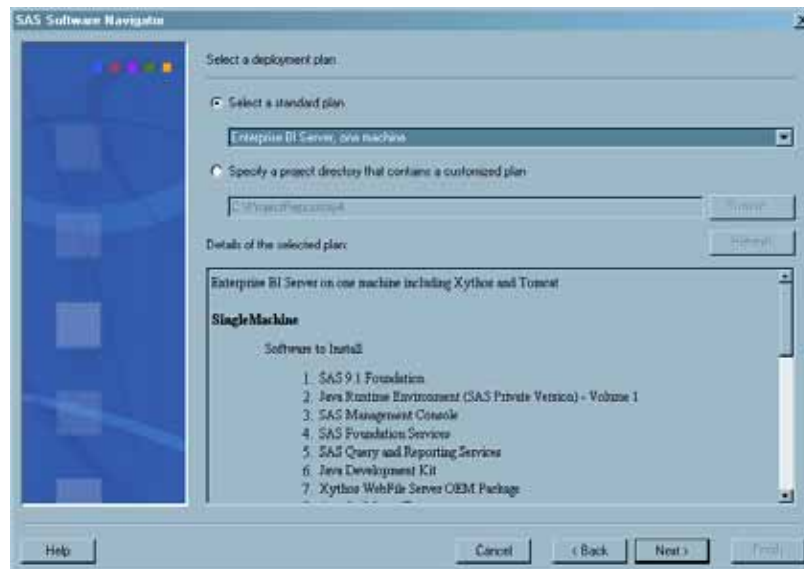 SAS Software Navigator
Select a deployment plan
Select a standard plan
Enterprise BI Server, one machine
Specify a project directory that contains a customized plan
Details of the selected plan:
Refresh
Enterprise BI Server on one machine including Xythos and Tomcat
SingleMachine
Software to Install
1. SAS 9.1 Foundation
2. Java Runtime Environment (SAS Private Version) - Volume 1
3. SAS Management Console
4. SAS Foundation Services
5. SAS Query and Reporting Services
6. Java Development Kit
7. Xythos WebFile Server OEM Package
Help
Cancel
< Back
Next >
Finish